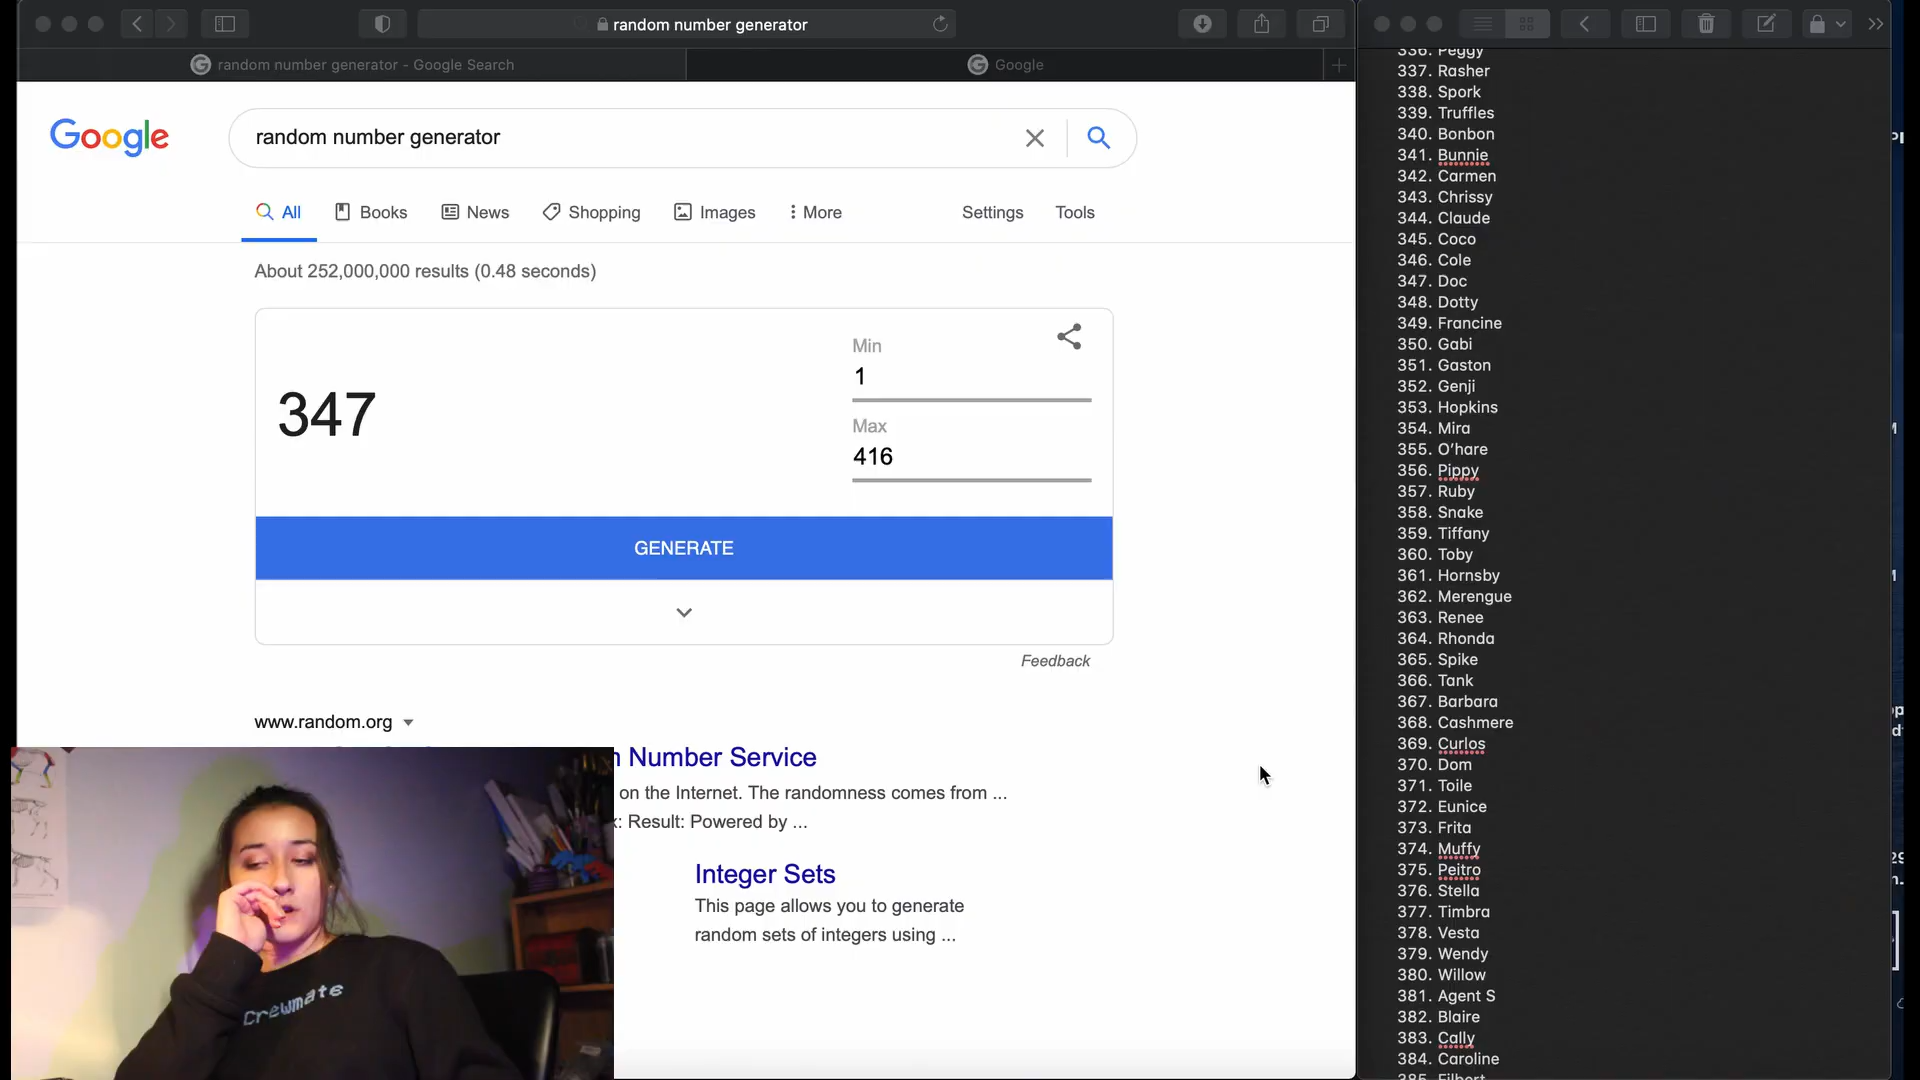 random number generator
random number generator - Google Search
Google
Google
random number generator
All
Books
News
Shopping
Images
More
Settings
Tools
About 252,000,000 results (0.48 seconds)
347
Min
1
Max
416
GENERATE
Feedback
www.random.org
Number Service
on the Internet. The randomness comes from ...
: Result: Powered by ...
Integer Sets
This page allows you to generate
random sets of integers using ...
Crewmate
336. Peggy
337. Rasher
338. Spork
339. Truffles
340. Bonbon
341. Bunnie
342. Carmen
343. Chrissy
344. Claude
345. Coco
346. Cole
347. Doc
348. Dotty
349. Francine
350. Gabi
351. Gaston
352. Genji
353. Hopkins
354. Mira
355. O'hare
356. Pippy
357. Ruby
358. Snake
359. Tiffany
360. Toby
361. Hornsby
362. Merengue
363. Renee
364. Rhonda
365. Spike
366. Tank
367. Barbara
368. Cashmere
369. Curlos
370. Dom
371. Toile
372. Eunice
373. Frita
374. Muffy
375. Peitro
376. Stella
377. Timbra
378. Vesta
379. Wendy
380. Willow
381. Agent S
382. Blaire
383. Cally
384. Caroline
385. Filbert